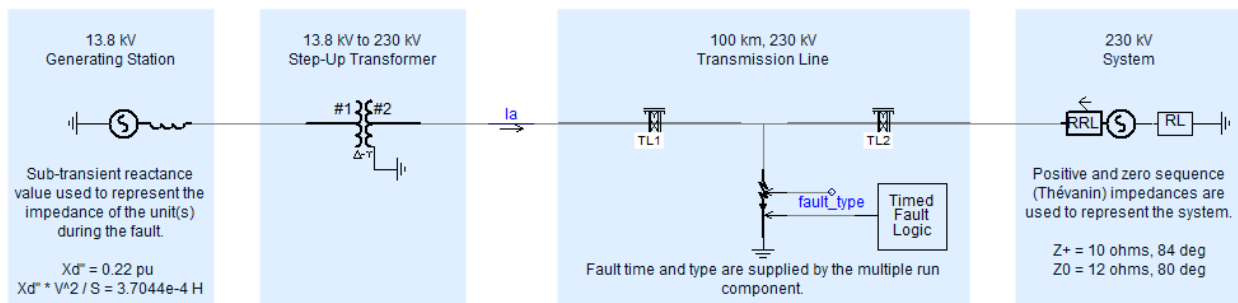 13.8 kV
Generating Station
Sub-transient reactance
value used to represent the
impedance of the unit(s)
during the fault.
Xd" = 0.22 pu
Xd" * V^2 / S = 3.7044e-4 H
13.8 kV to 230 kV
Step-Up Transformer
#1
#2
Δ-Y
Ia
100 km, 230 kV
Transmission Line
TL1
TL2
fault_type
Timed
Fault
Logic
Fault time and type are supplied by the multiple run
component.
230 kV
System
RRL
RL
Positive and zero sequence
(Thévanin) impedances are
used to represent the system.
Z+ = 10 ohms, 84 deg
Z0 = 12 ohms, 80 deg